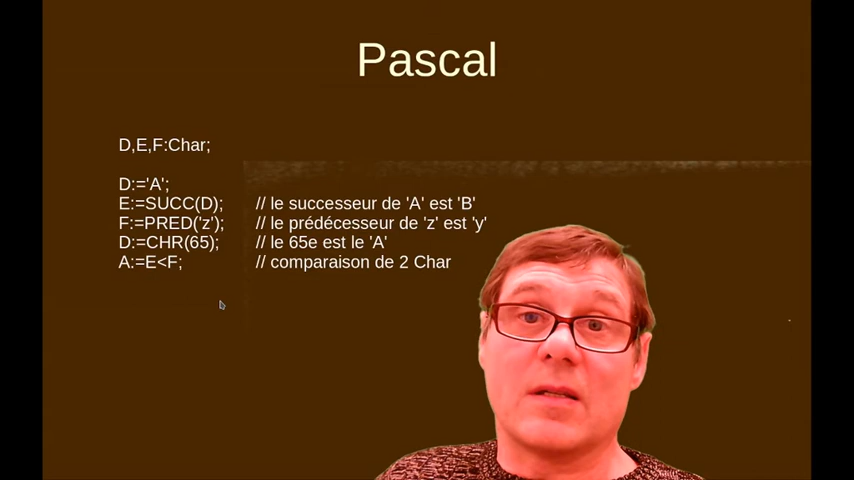 Pascal
D,E,F:Char;
D:='A';
E:=SUCC(D); // le successeur de 'A' est 'B'
F:=PRED('z'); // le prédécesseur de 'z' est 'y'
D:=CHR(65); // le 65e est le 'A'
A:=E<F; // comparaison de 2 Char